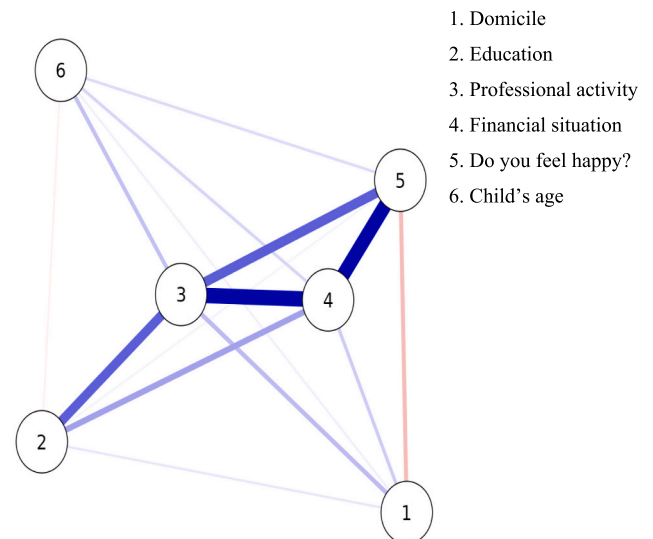 1. Domicile
2. Education
3. Professional activity
4. Financial situation
5. Do you feel happy?
6. Child’s age
6
5
3
4
2
1